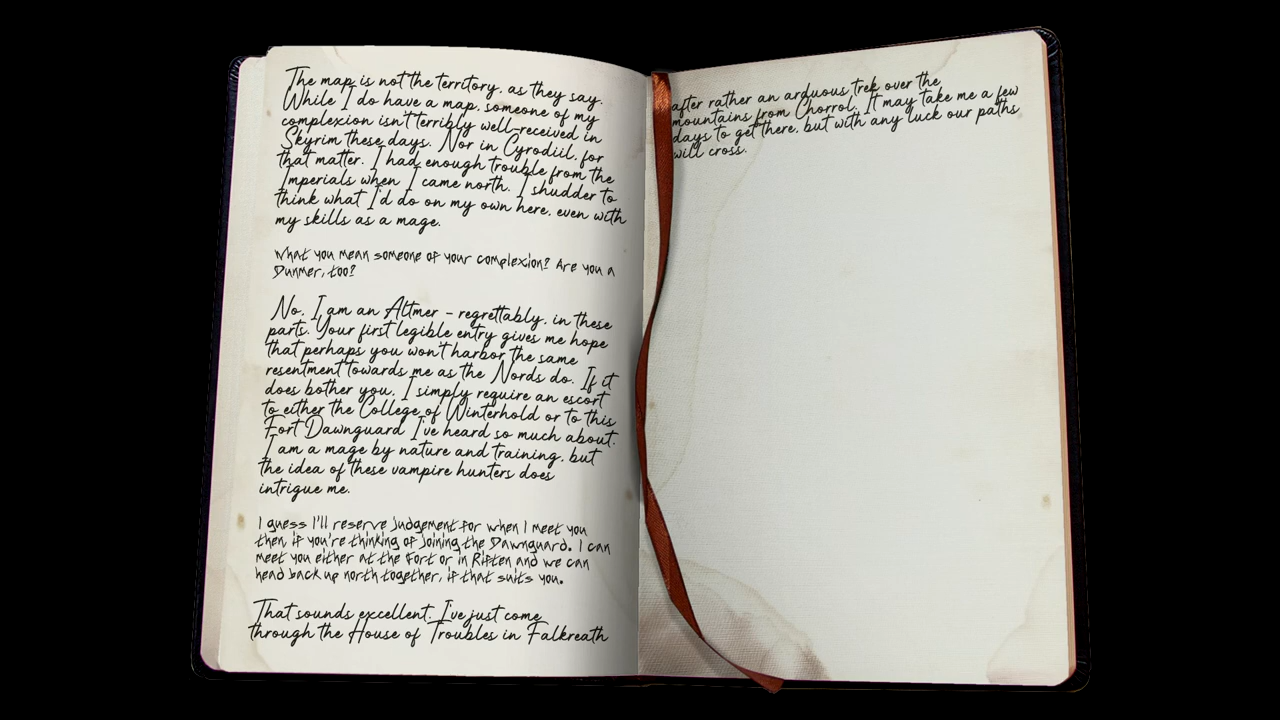 The map is not the territory, as they say.
While I do have a map, someone of my
complexion isn't terribly well-received in
Skyrim these days. Nor in Cyrodiil, for
that matter. I had enough trouble from the
Imperials when I came north. I shudder to
think what I'd do on my own here, even with
my skills as a mage.
What you mean someone of your complexion? Are you a
Dunmer, too?
No, I am an Altmer - regrettably, in these
parts. Your first legible entry gives me hope
that perhaps you won't harbor the same
resentment towards me as the Nords do. If it
does bother you, I simply require an escort
to either the College of Winterhold or to this
Fort Dawnguard I've heard so much about.
I am a mage by nature and training, but
the idea of these vampire hunters does
intrigue me.
I guess I'll reserve judgement for when I meet you
then, if you're thinking of joining the Dawnguard. I can
meet you either at the Fort or in Riften and we can
head back up north together, if that suits you.
That sounds excellent. I've just come
through the House of Troubles in Falkreath
after rather an arduous trek over the
mountains from Chorrol. It may take me a few
days to get there, but with any luck our paths
will cross.